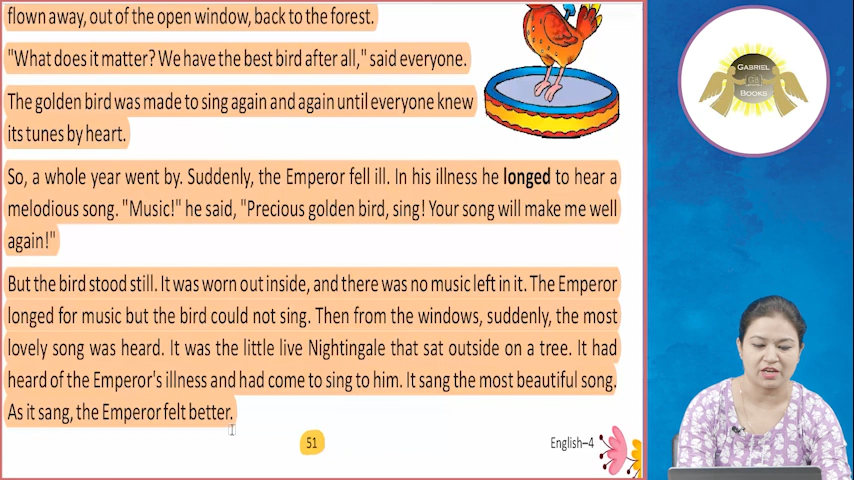 flown away, out of the open window, back to the forest.
"What does it matter? We have the best bird after all," said everyone.
The golden bird was made to sing again and again until everyone knew
its tunes by heart.
So, a whole year went by. Suddenly, the Emperor fell ill. In his illness he longed to hear a
melodious song. "Music!" he said, "Precious golden bird, sing! Your song will make me well
again!"
But the bird stood still. It was worn out inside, and there was no music left in it. The Emperor
longed for music but the bird could not sing. Then from the windows, suddenly, the most
lovely song was heard. It was the little live Nightingale that sat outside on a tree. It had
heard of the Emperor's illness and had come to sing to him. It sang the most beautiful song.
As it sang, the Emperor felt better.
51
English–4
GABRIEL
BOOKS